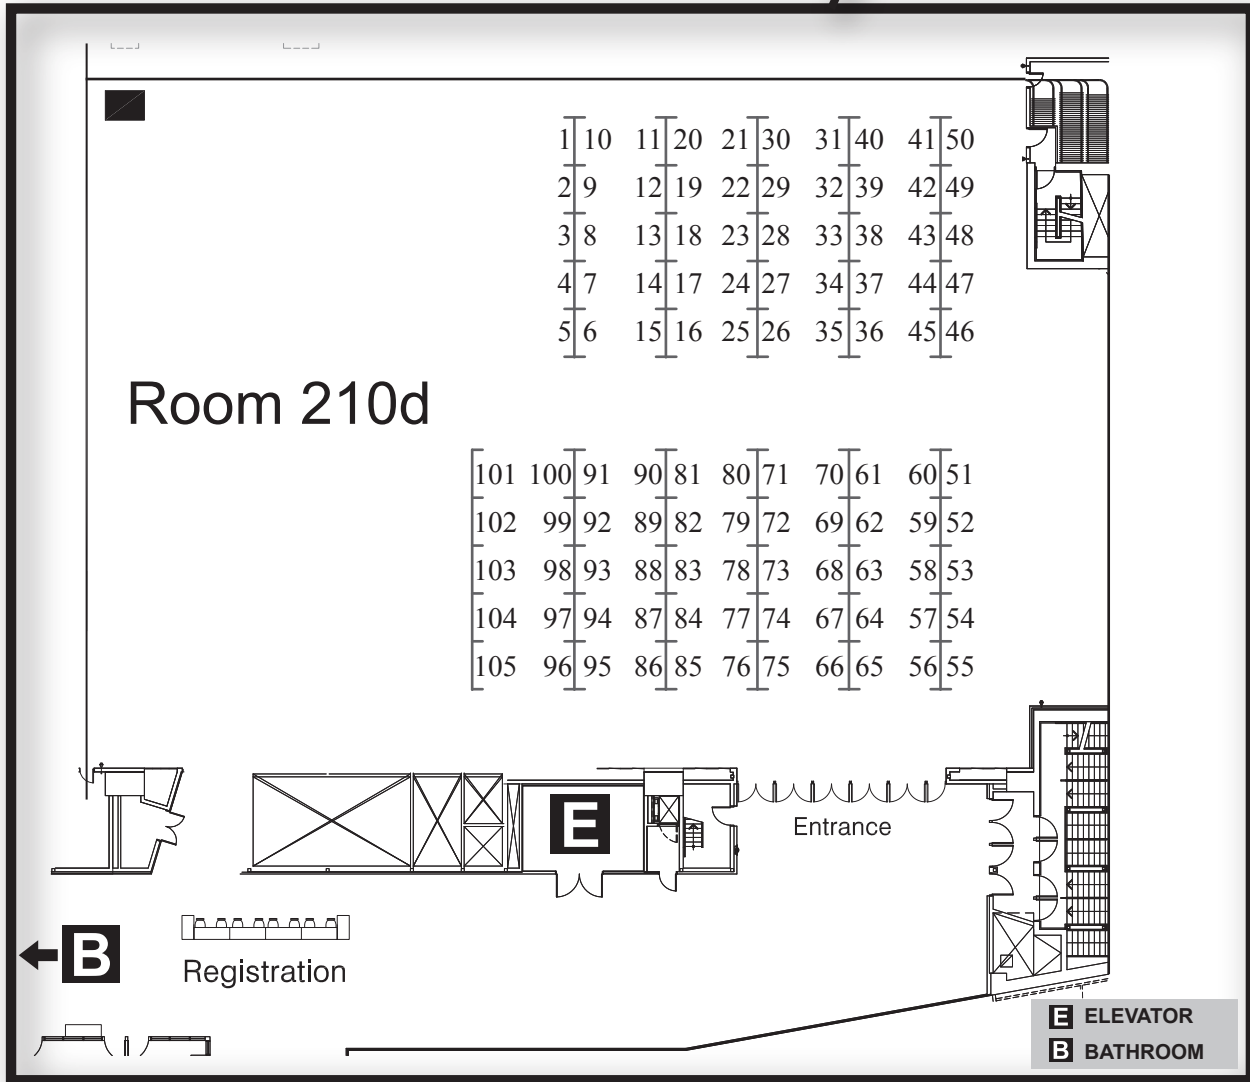 1 10 11 20 21 30 31 40 41 50
2 9 12 19 22 29 32 39 42 49
3 8 13 18 23 28 33 38 43 48
4 7 14 17 24 27 34 37 44 47
5 6 15 16 25 26 35 36 45 46
Room 210d
101 100 91 90 81 80 71 70 61 60 51
102 99 92 89 82 79 72 69 62 59 52
103 98 93 88 83 78 73 68 63 58 53
104 97 94 87 84 77 74 67 64 57 54
105 96 95 86 85 76 75 66 65 56 55
E
Entrance
B
Registration
E ELEVATOR
B BATHROOM